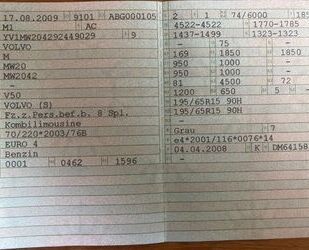 17.08.2009 9101 ABG000105
M1 AC
YV1MW204292449029 9
VOLVO
M
MW20
MW2042
-
V50
VOLVO (S)
Fz.z.Pers.bef.b. 8 Spl.
Kombilimousine
70/220*2003/76B
EURO 4
Benzin
0001 0462 1596
2 1 74/6000 185
4522-4522 1770-1785
1437-1499 1323-1323
- 75 -
169 1850 1850
950 1000 -
950 1000 -
81 4500 72
1200 650 5 -
195/65R15 90H
195/65R15 90H
-
Grau 7
e4*2001/116*0076*14
04.04.2008 K DM64158